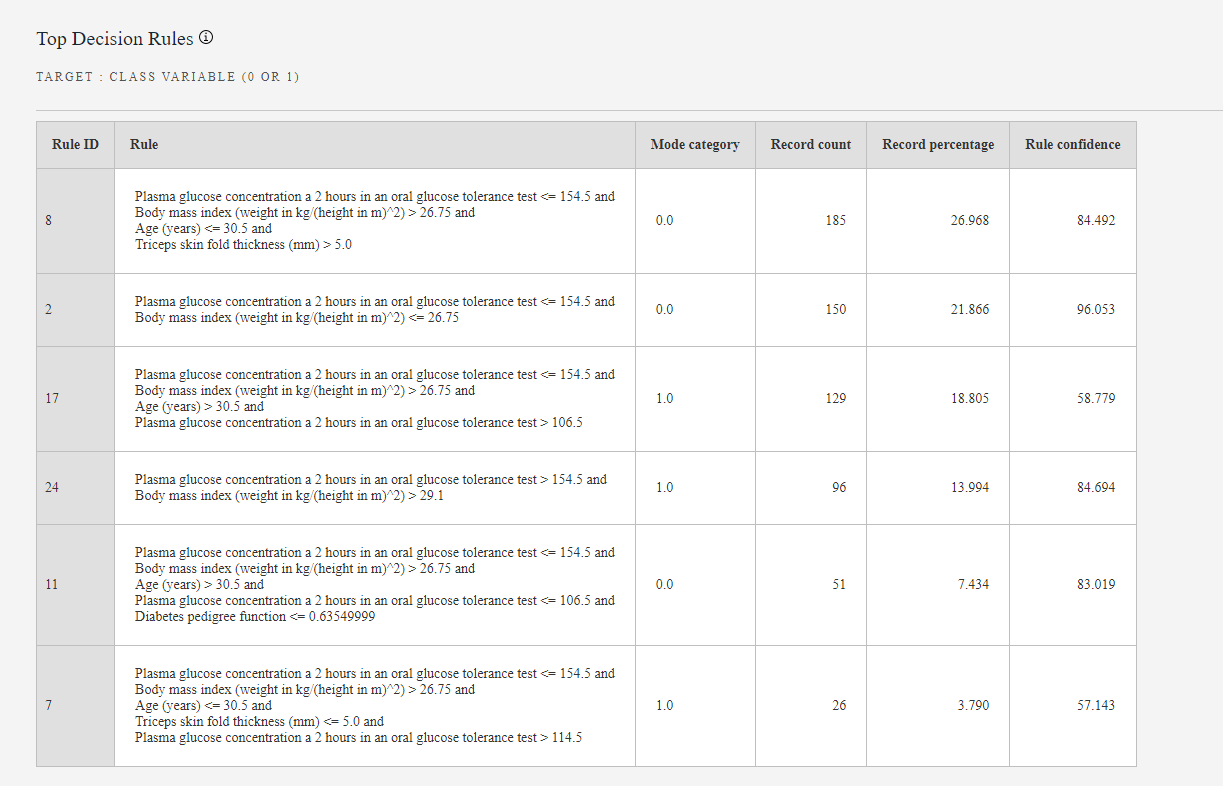 Top Decision Rules
TARGET : CLASS VARIABLE (0 OR 1)
Rule ID Rule Mode category Record count Record percentage Rule confidence
Plasma glucose concentration a 2 hours in an oral glucose tolerance test <= 154.5 and
Body mass index (weight in kg/(height in m)^2) > 26.75 and
8 0.0 185 26.968 84.492
Age (years) <= 30.5 and
Triceps skin fold thickness (mm) > 5.0
Plasma glucose concentration a 2 hours in an oral glucose tolerance test <= 154.5 and
2 0.0 150 21.866 96.053
Body mass index (weight in kg/(height in m)^2) <= 26.75
Plasma glucose concentration a 2 hours in an oral glucose tolerance test <= 154.5 and
Body mass index (weight in kg/(height in m)^2) > 26.75 and
17 1.0 129 18.805 58.779
Age (years) > 30.5 and
Plasma glucose concentration a 2 hours in an oral glucose tolerance test > 106.5
Plasma glucose concentration a 2 hours in an oral glucose tolerance test > 154.5 and
24 1.0 96 13.994 84.694
Body mass index (weight in kg/(height in m)^2) > 29.1
Plasma glucose concentration a 2 hours in an oral glucose tolerance test <= 154.5 and
Body mass index (weight in kg/(height in m)^2) > 26.75 and
11 Age (years) > 30.5 and 0.0 51 7.434 83.019
Plasma glucose concentration a 2 hours in an oral glucose tolerance test <= 106.5 and
Diabetes pedigree function <= 0.63549999
Plasma glucose concentration a 2 hours in an oral glucose tolerance test <= 154.5 and
Body mass index (weight in kg/(height in m)^2) > 26.75 and
7 Age (years) <= 30.5 and 1.0 26 3.790 57.143
Triceps skin fold thickness (mm) <= 5.0 and
Plasma glucose concentration a 2 hours in an oral glucose tolerance test > 114.5